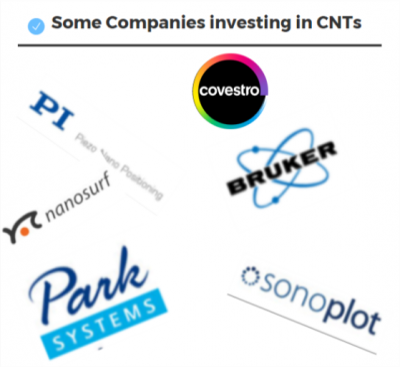 Some Companies investing in CNTs
covestro
PI
Piezo Nano Positioning
BRUKER
nanosurf
Park
SYSTEMS
sonoplot